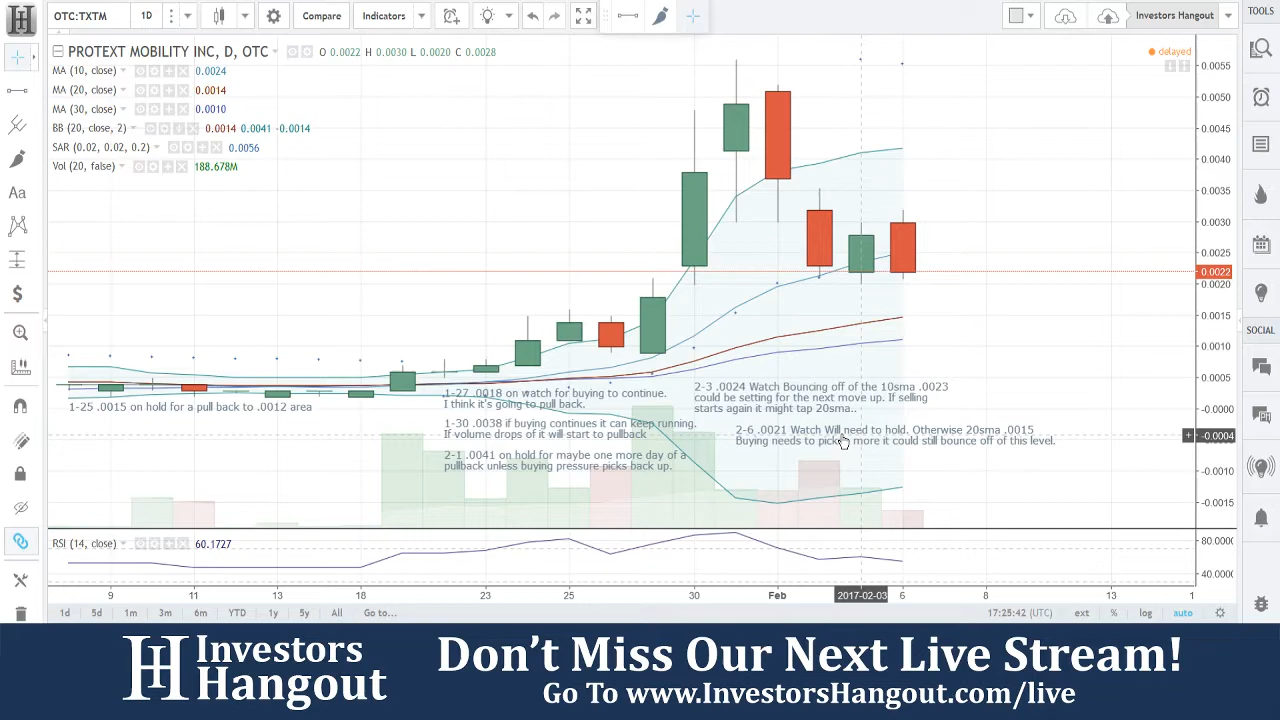 OTC:TXTM 1D Compare Indicators Investors Hangout TOOLS
PROTEXT MOBILITY INC, D, OTC O 0.0022 H 0.0030 L 0.0020 C 0.0028
delayed
MA (10, close) 0.0024
MA (20, close) 0.0014
MA (30, close) 0.0010
BB (20, close, 2) 0.0014 0.0041 -0.0014
SAR (0.02, 0.02, 0.2) 0.0056
Vol (20, false) 188.678M
Aa
0.0055
0.0050
0.0045
0.0040
0.0035
0.0030
0.0025
0.0022
0.0020
0.0015
0.0005
-0.0000
-0.0004
-0.0010
-0.0015
SOCIAL
1-25 .0015 on hold for a pull back to .0012 area
1-27 .0018 on watch for buying to continue.
I think it's going to pull back.
1-30 .0038 if buying continues it can keep running.
If volume drops of it will start to pullback
2-1 .0041 on hold for maybe one more day of a
pullback unless buying pressure picks back up.
2-3 .0024 Watch Bouncing off of the 10sma .0023
could be setting for the next move up. If selling
starts again it might tap 20sma..
2-6 .0021 Watch Will need to hold. Otherwise 20sma .0015
Buying needs to pick more it could still bounce off of this level.
RSI (14, close) 60.1727
80.0000
40.0000
9 11 13 18 23 25 30 Feb 2017-02-03 6 8 13 1
1d 5d 1m 3m 6m YTD 1y 5y All Go to... 17:25:42 (UTC) ext % log auto
Investors
Hangout
Don't Miss Our Next Live Stream!
Go To www.InvestorsHangout.com/live